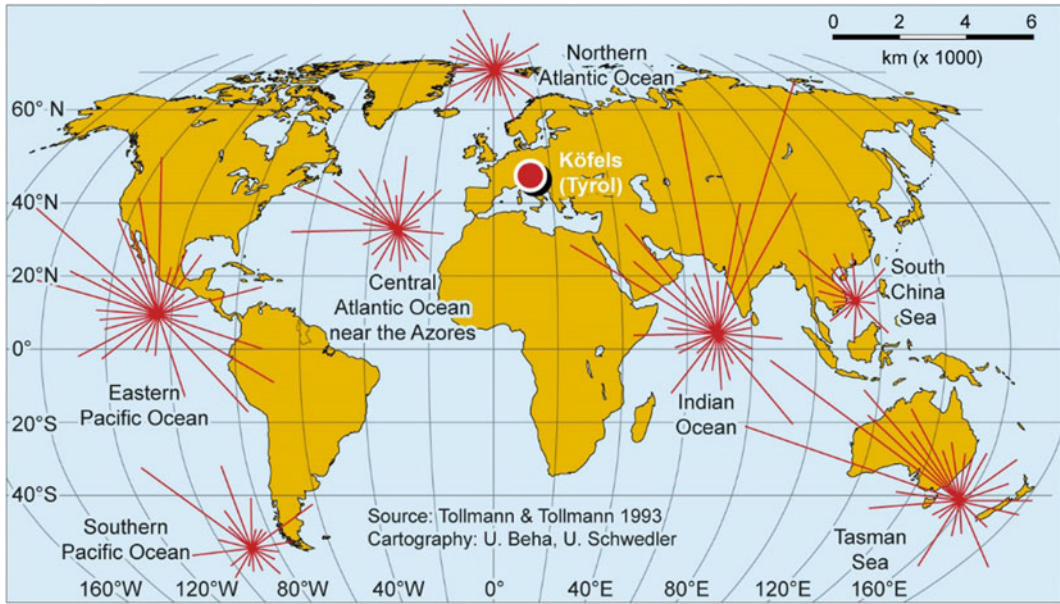 0 2 4 6
km (x 1000)
Northern
Atlantic Ocean
60° N
Köfels
(Tyrol)
40° N
20° N
Central
Atlantic Ocean
near the Azores
South
China
Sea
0°
Eastern
Pacific Ocean
Indian
Ocean
20° S
40°S
Southern
Pacific Ocean
Source: Tollmann & Tollmann 1993
Cartography: U. Beha, U. Schwedler
Tasman
Sea
160°W 120°W 80°W 40°W 0 40°E 80°E 120°E 160°E